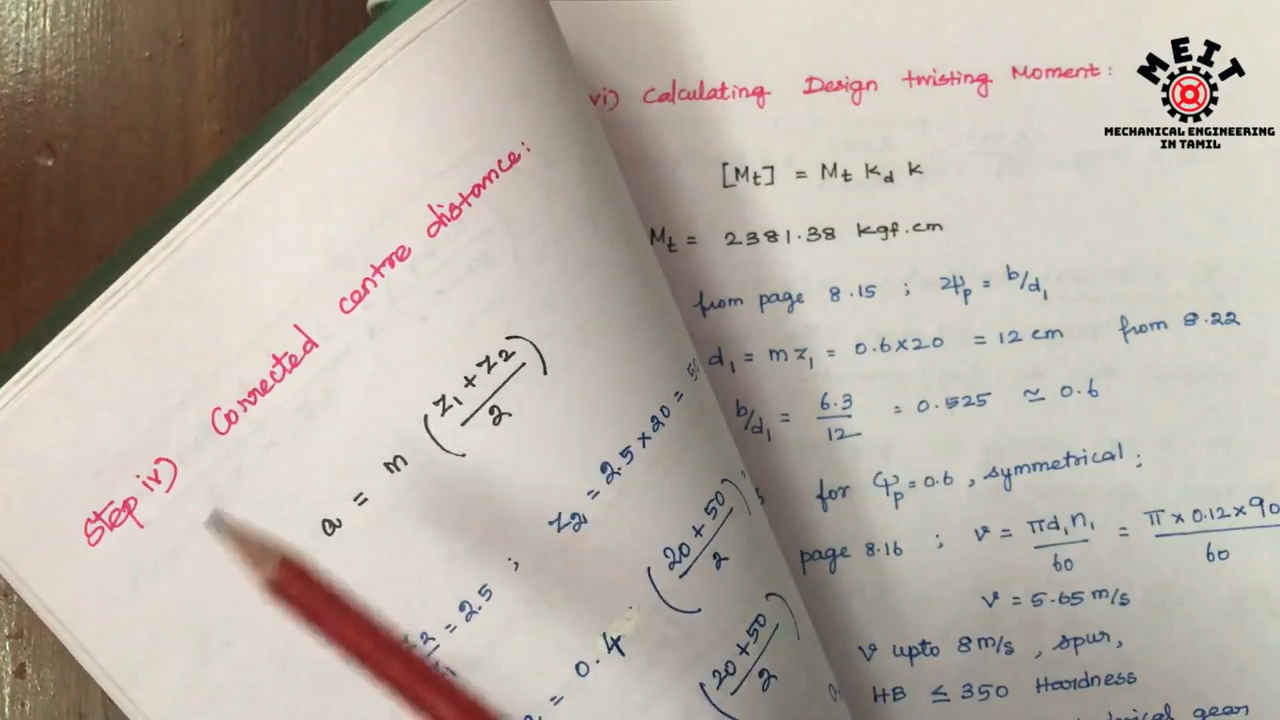 Step iv) Corrected centre distance:
a = m (z1 + z2 / 2)
= 2.5 ; z2 = 2.5 × 20 = 50
= 0.4 (20 + 50 / 2)
(20 + 50 / 2)
vi) Calculating Design twisting Moment:
[Mt] = Mt kd k
Mt = 2381.38 kgf.cm
from page 8.15 ; ψp = b/d1
d1 = m z1 = 0.6×20 = 12 cm from 8.22
b/d1 = 6.3/12 = 0.525 ≃ 0.6
for φp = 0.6 , symmetrical ;
page 8.16 ; v = πd1n1/60 = π × 0.12 × 90/60
v = 5.65 m/s
v upto 8 m/s , spur,
HB ≤ 350 Hardness
gear
MEIT
MECHANICAL ENGINEERING
IN TAMIL